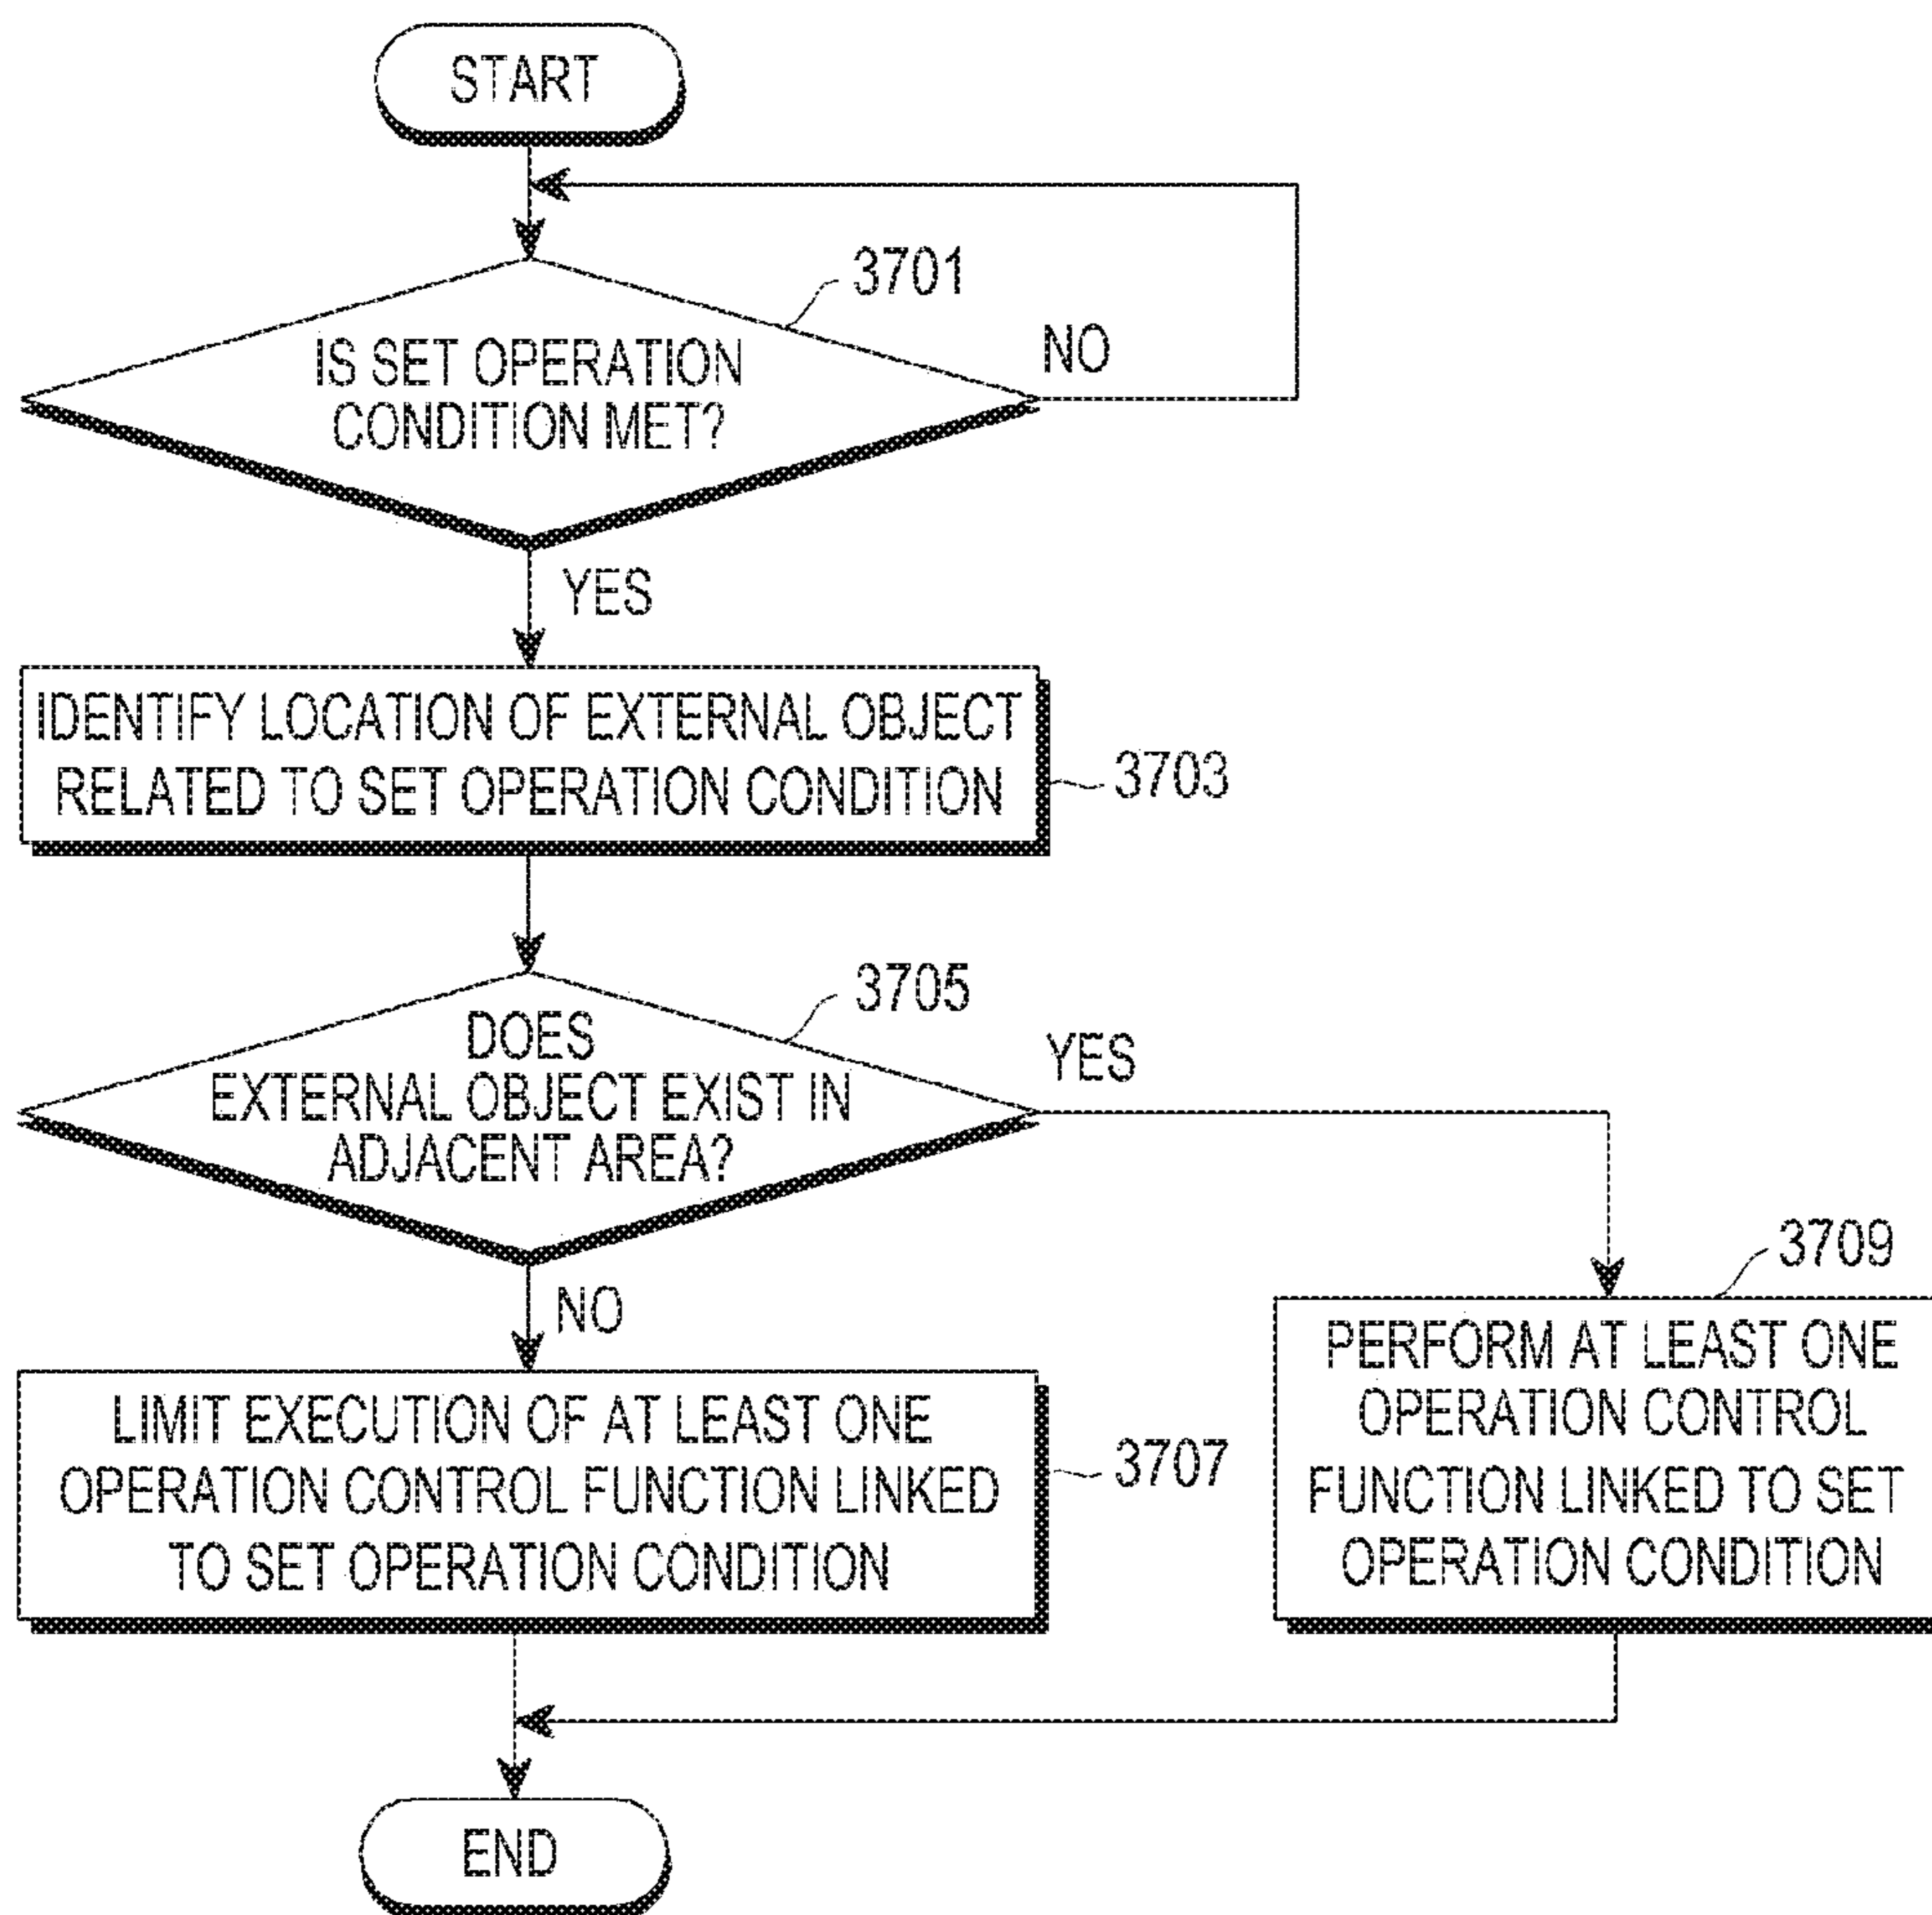 START
3701
IS SET OPERATION
CONDITION MET?
NO
YES
IDENTIFY LOCATION OF EXTERNAL OBJECT
RELATED TO SET OPERATION CONDITION
3703
3705
DOES
EXTERNAL OBJECT EXIST IN
ADJACENT AREA?
YES
NO
3709
PERFORM AT LEAST ONE
OPERATION CONTROL
FUNCTION LINKED TO SET
OPERATION CONDITION
LIMIT EXECUTION OF AT LEAST ONE
OPERATION CONTROL FUNCTION LINKED
TO SET OPERATION CONDITION
3707
END